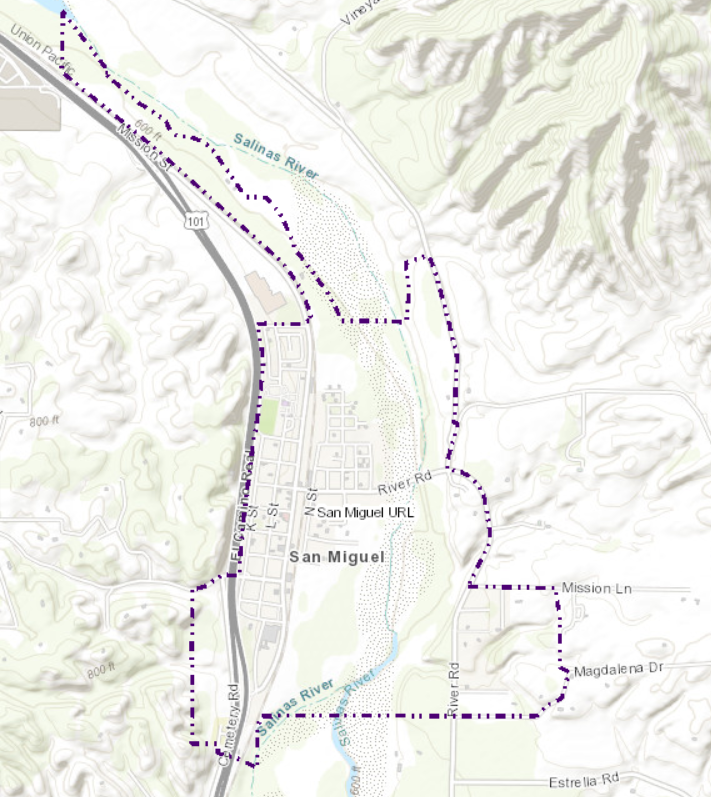 Vineya
Union Pacific
600 ft
Mission St
Salinas River
101
800 ft
El Camino Real
K St
L St
N St
River Rd
San Miguel URL
San Miguel
Mission Ln
800 ft
Magdalena Dr
River Rd
Cemetery Rd
Salinas River
Salinas River
600 ft
Estrella Rd